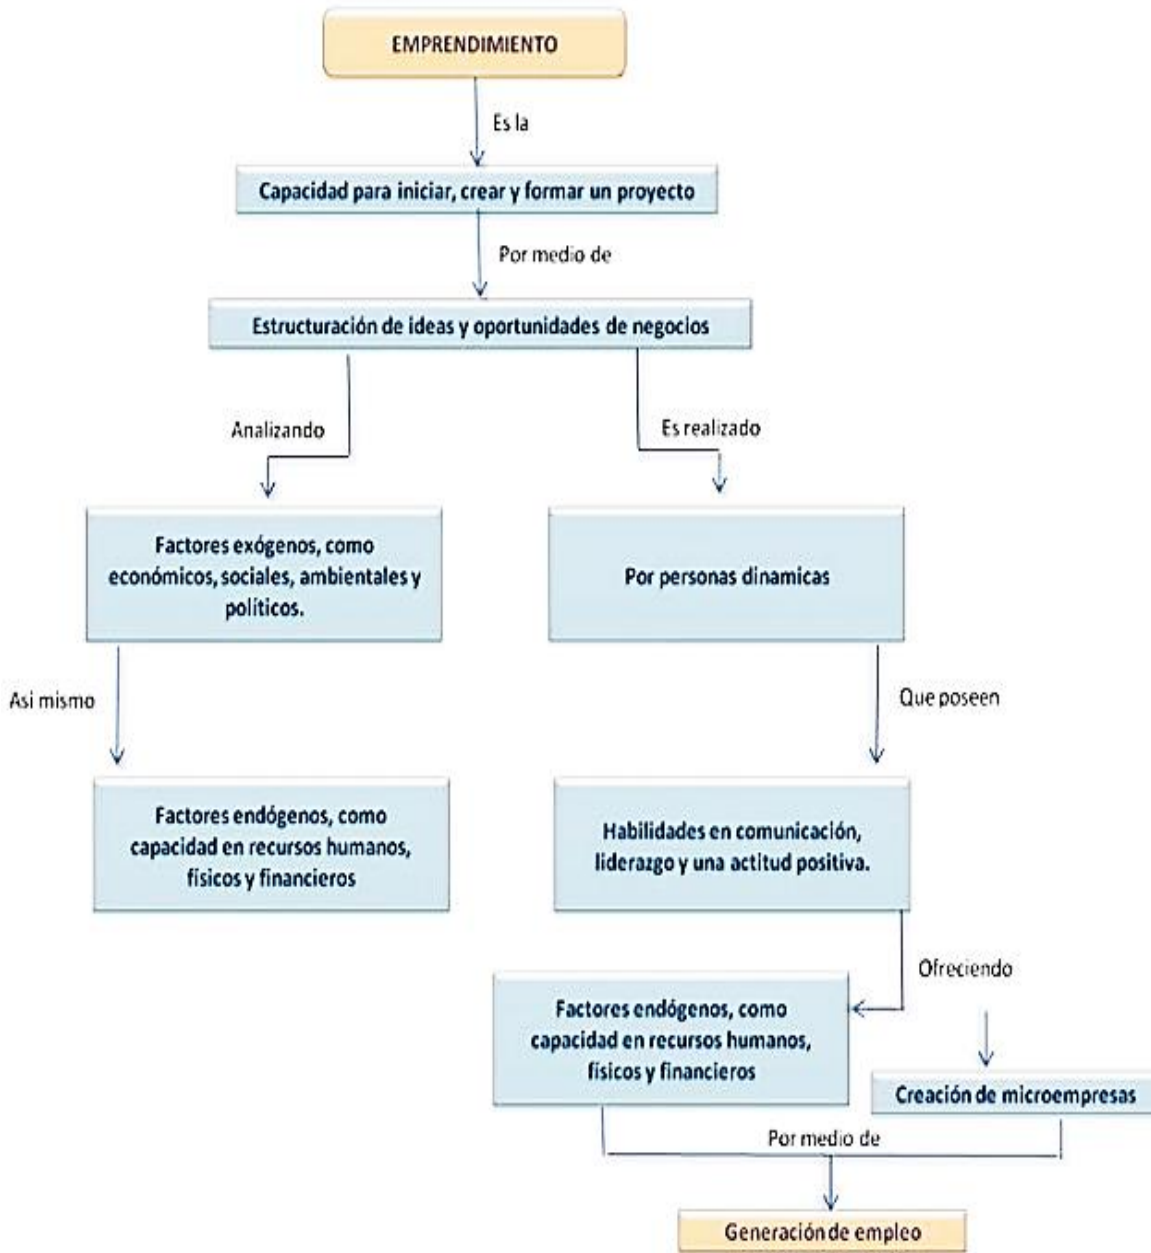 EMPRENDIMIENTO
Es la
Capacidad para iniciar, crear y formar un proyecto
Por medio de
Estructuración de ideas y oportunidades de negocios
Analizando
Es realizado
Factores exógenos, como
económicos, sociales, ambientales y
políticos.
Por personas dinamicas
Asi mismo
Que poseen
Factores endógenos, como
capacidad en recursos humanos,
físicos y financieros
Habilidades en comunicación,
liderazgo y una actitud positiva.
Ofreciendo
Factores endógenos, como
capacidad en recursos humanos,
físicos y financieros
Creación de microempresas
Por medio de
Generación de empleo